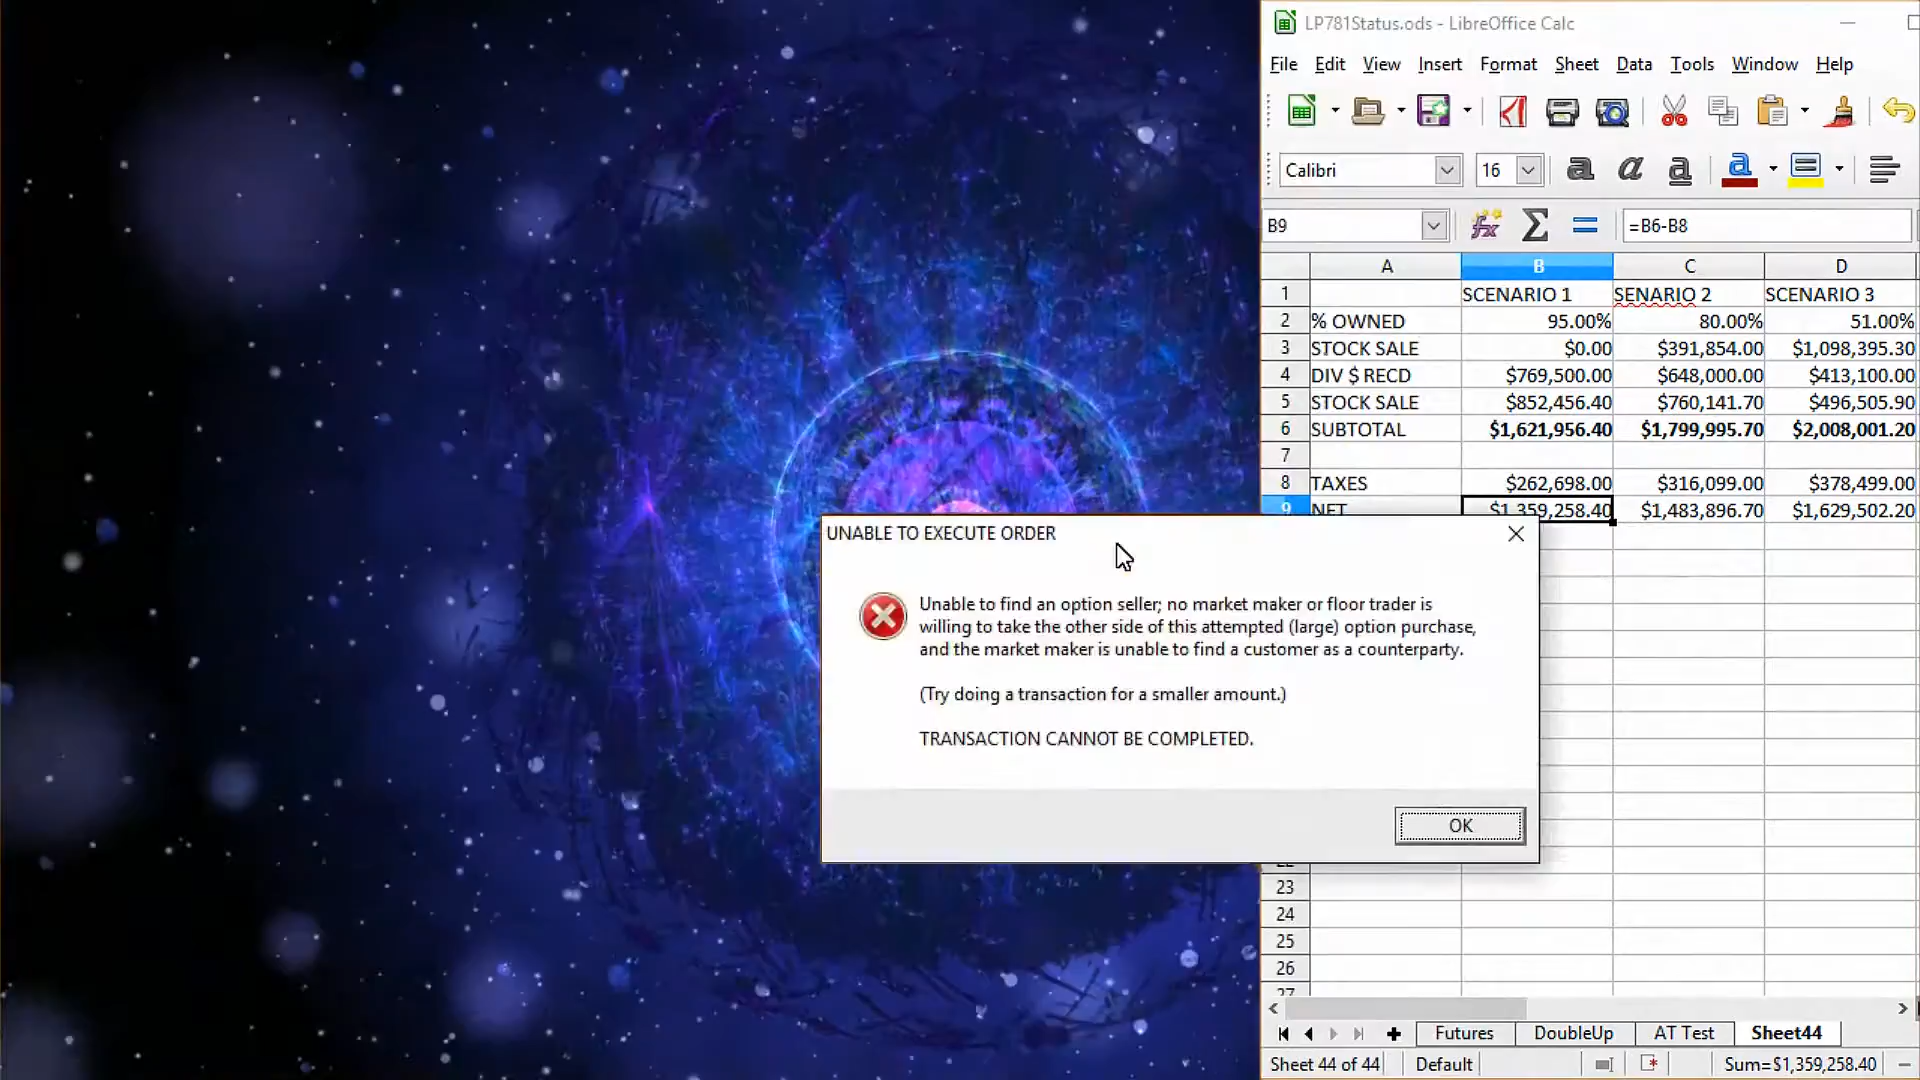 LP781Status.ods - LibreOffice Calc
File Edit View Insert Format Sheet Data Tools Window Help
Calibri 16 a a a a
B9 fx Σ = =B6-B8
A B C D
1 SCENARIO 1 SENARIO 2 SCENARIO 3
2 % OWNED 95.00% 80.00% 51.00%
3 STOCK SALE $0.00 $391,854.00 $1,098,395.30
4 DIV $ RECD $769,500.00 $648,000.00 $413,100.00
5 STOCK SALE $852,456.40 $760,141.70 $496,505.90
6 SUBTOTAL $1,621,956.40 $1,799,995.70 $2,008,001.20
7
8 TAXES $262,698.00 $316,099.00 $378,499.00
9 NET $1,359,258.40 $1,483,896.70 $1,629,502.20
UNABLE TO EXECUTE ORDER
Unable to find an option seller; no market maker or floor trader is
willing to take the other side of this attempted (large) option purchase,
and the market maker is unable to find a customer as a counterparty.
(Try doing a transaction for a smaller amount.)
TRANSACTION CANNOT BE COMPLETED.
OK
22
23
24
25
26
27
Futures DoubleUp AT Test Sheet44
Sheet 44 of 44 Default Sum=$1,359,258.40